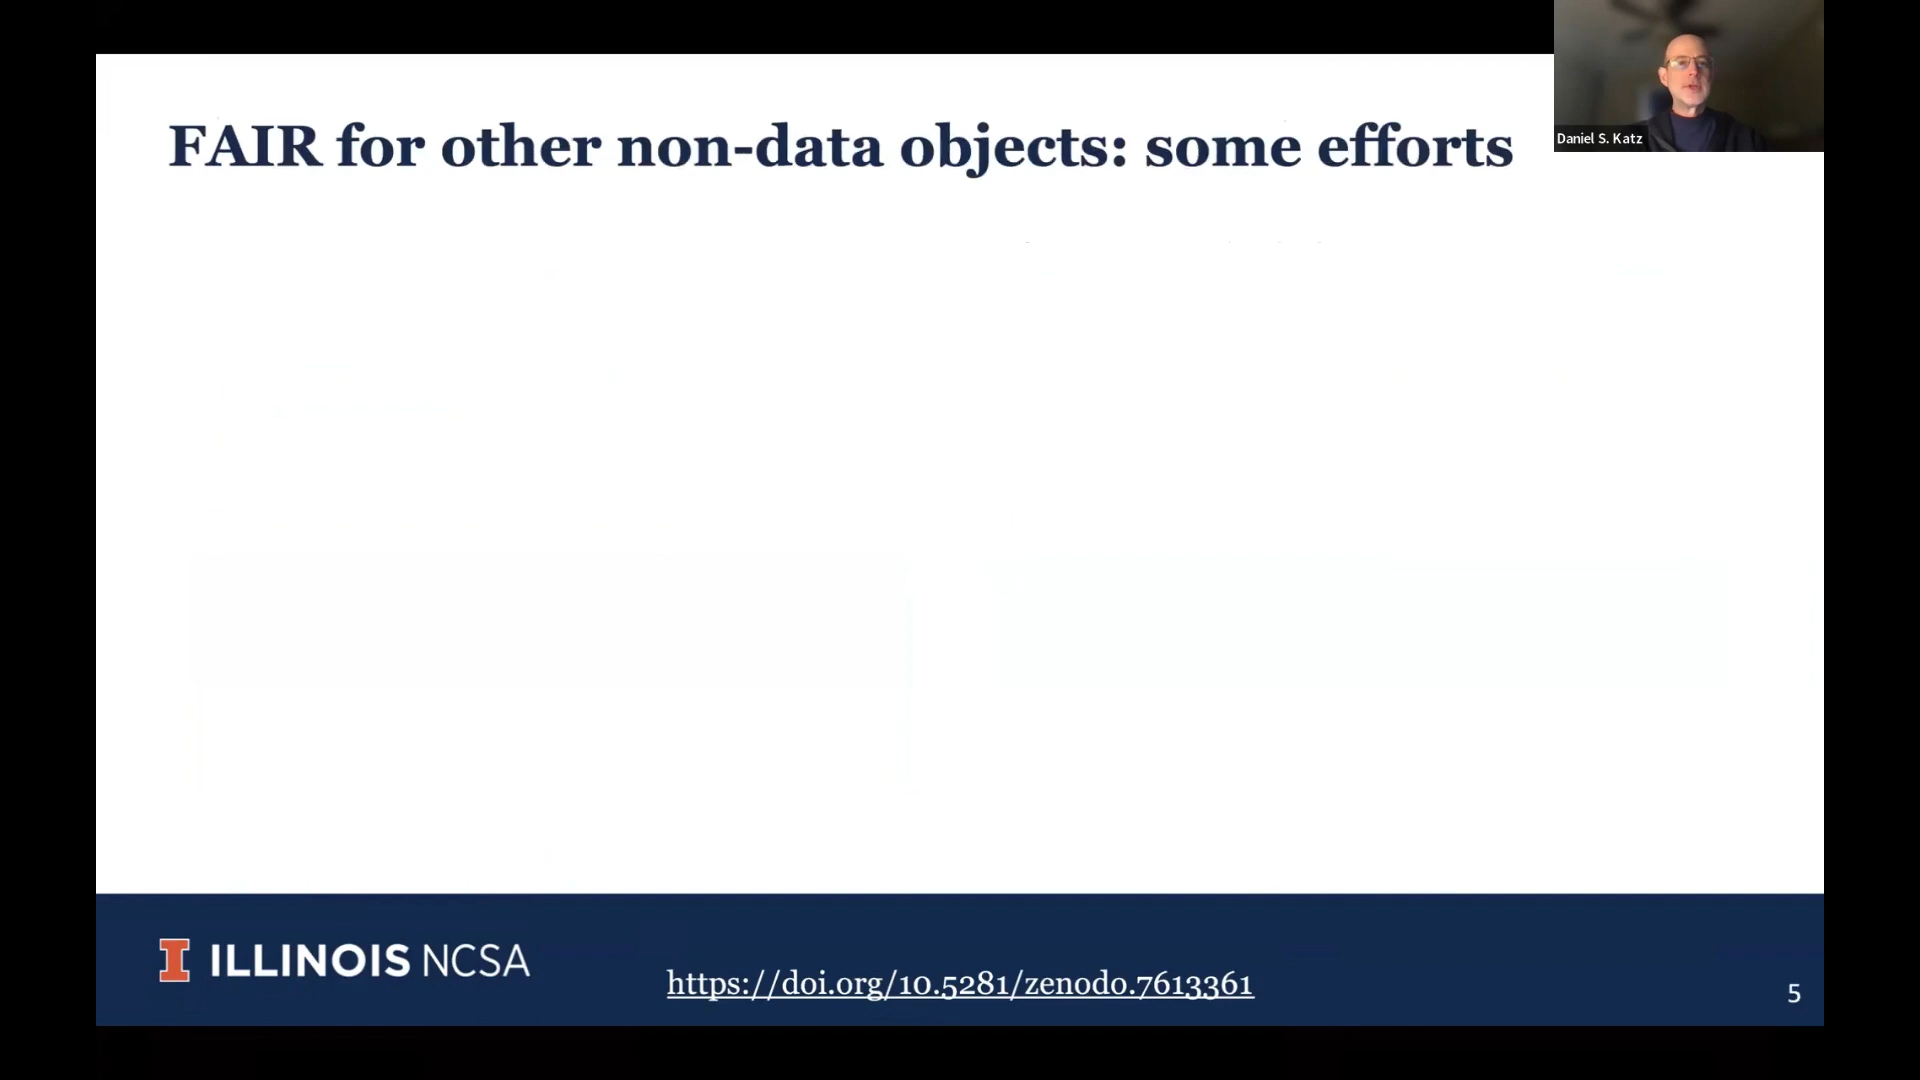 FAIR for other non-data objects: some efforts
Daniel S. Katz
I ILLINOIS NCSA
https://doi.org/10.5281/zenodo.7613361
5